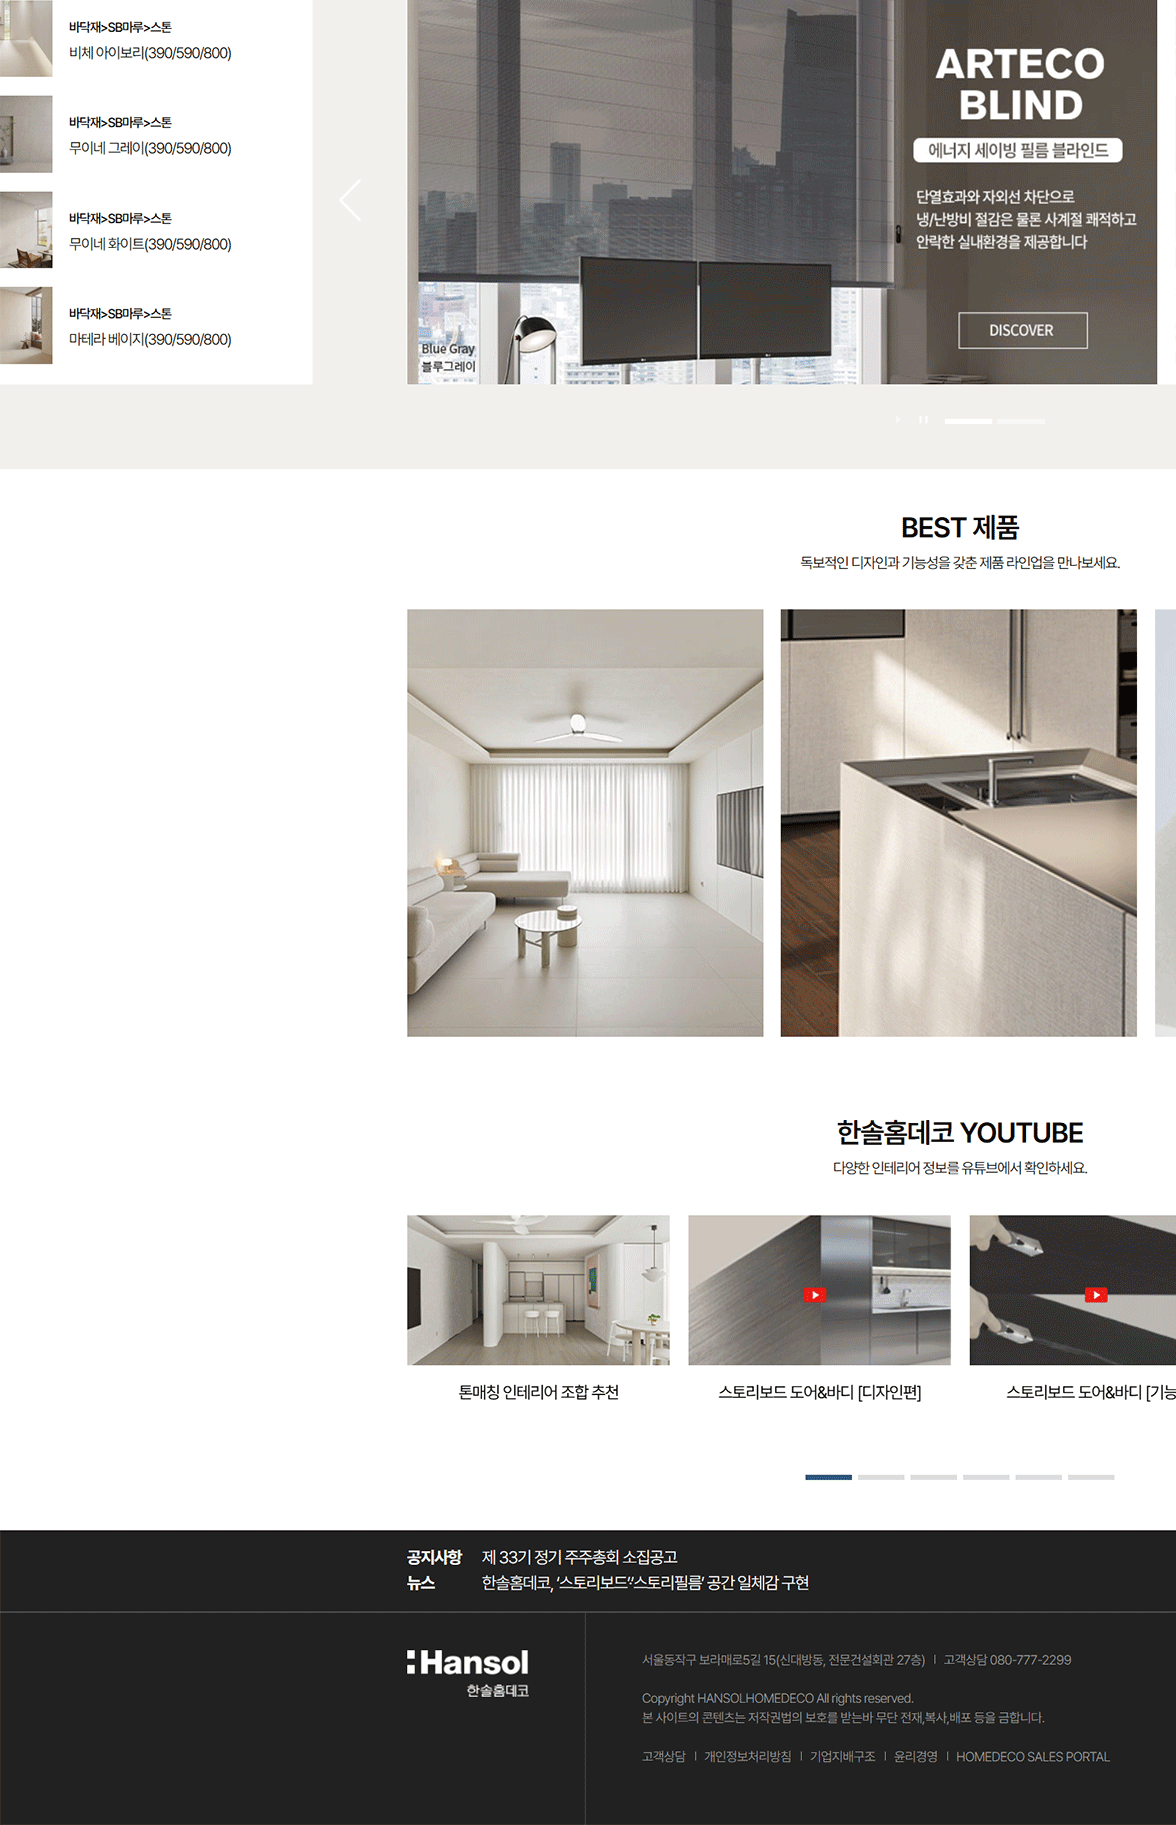 바닥재>SB마루>스톤
비체 아이보리(390/590/800)
바닥재>SB마루>스톤
무이네 그레이(390/590/800)
바닥재>SB마루>스톤
무이네 화이트(390/590/800)
바닥재>SB마루>스톤
마테라 베이지(390/590/800)
ARTECO
BLIND
에너지 세이빙 필름 블라인드
단열효과와 자외선 차단으로
냉/난방비 절감은 물론 사계절 쾌적하고
안락한 실내환경을 제공합니다
DISCOVER
Blue Gray
블루그레이
BEST 제품
독보적인 디자인과 기능성을 갖춘 제품 라인업을 만나보세요.
한솔홈데코 YOUTUBE
다양한 인테리어 정보를 유튜브에서 확인하세요.
톤매칭 인테리어 조합 추천
스토리보드 도어&바디 [디자인편]
스토리보드 도어&바디 [기능
공지사항 제 33기 정기 주주총회 소집공고
뉴스 한솔홈데코, ‘스토리보드’·‘스토리필름’ 공간 일체감 구현
Hansol
한솔홈데코
서울동작구 보라매로5길 15(신대방동, 전문건설회관 27층) | 고객상담 080-777-2299
Copyright HANSOLHOMEDECO All rights reserved.
본 사이트의 콘텐츠는 저작권법의 보호를 받는바 무단 전재,복사,배포 등을 금합니다.
고객상담 | 개인정보처리방침 | 기업지배구조 | 윤리경영 | HOMEDECO SALES PORTAL